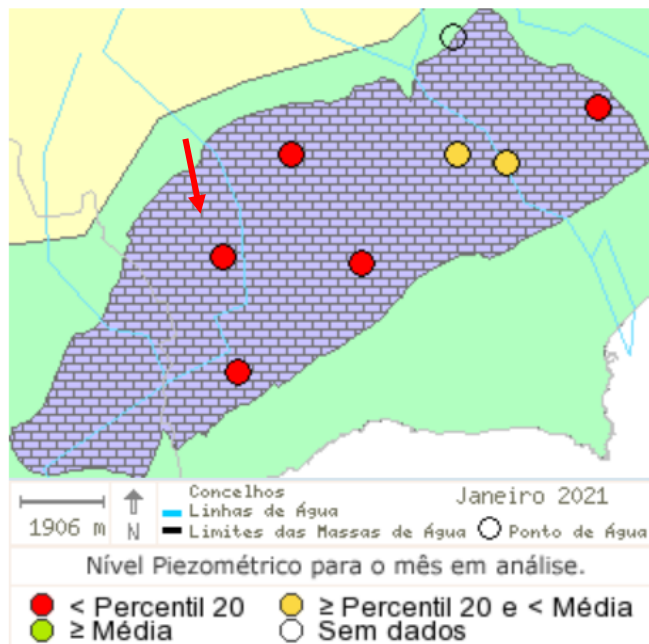 Concelhos
Janeiro 2021
Linhas de Água
1906 m
N
Limites das Massas de Água
Ponto de Água
Nível Piezométrico para o mês em análise.
< Percentil 20
≥ Percentil 20 e < Média
≥ Média
Sem dados